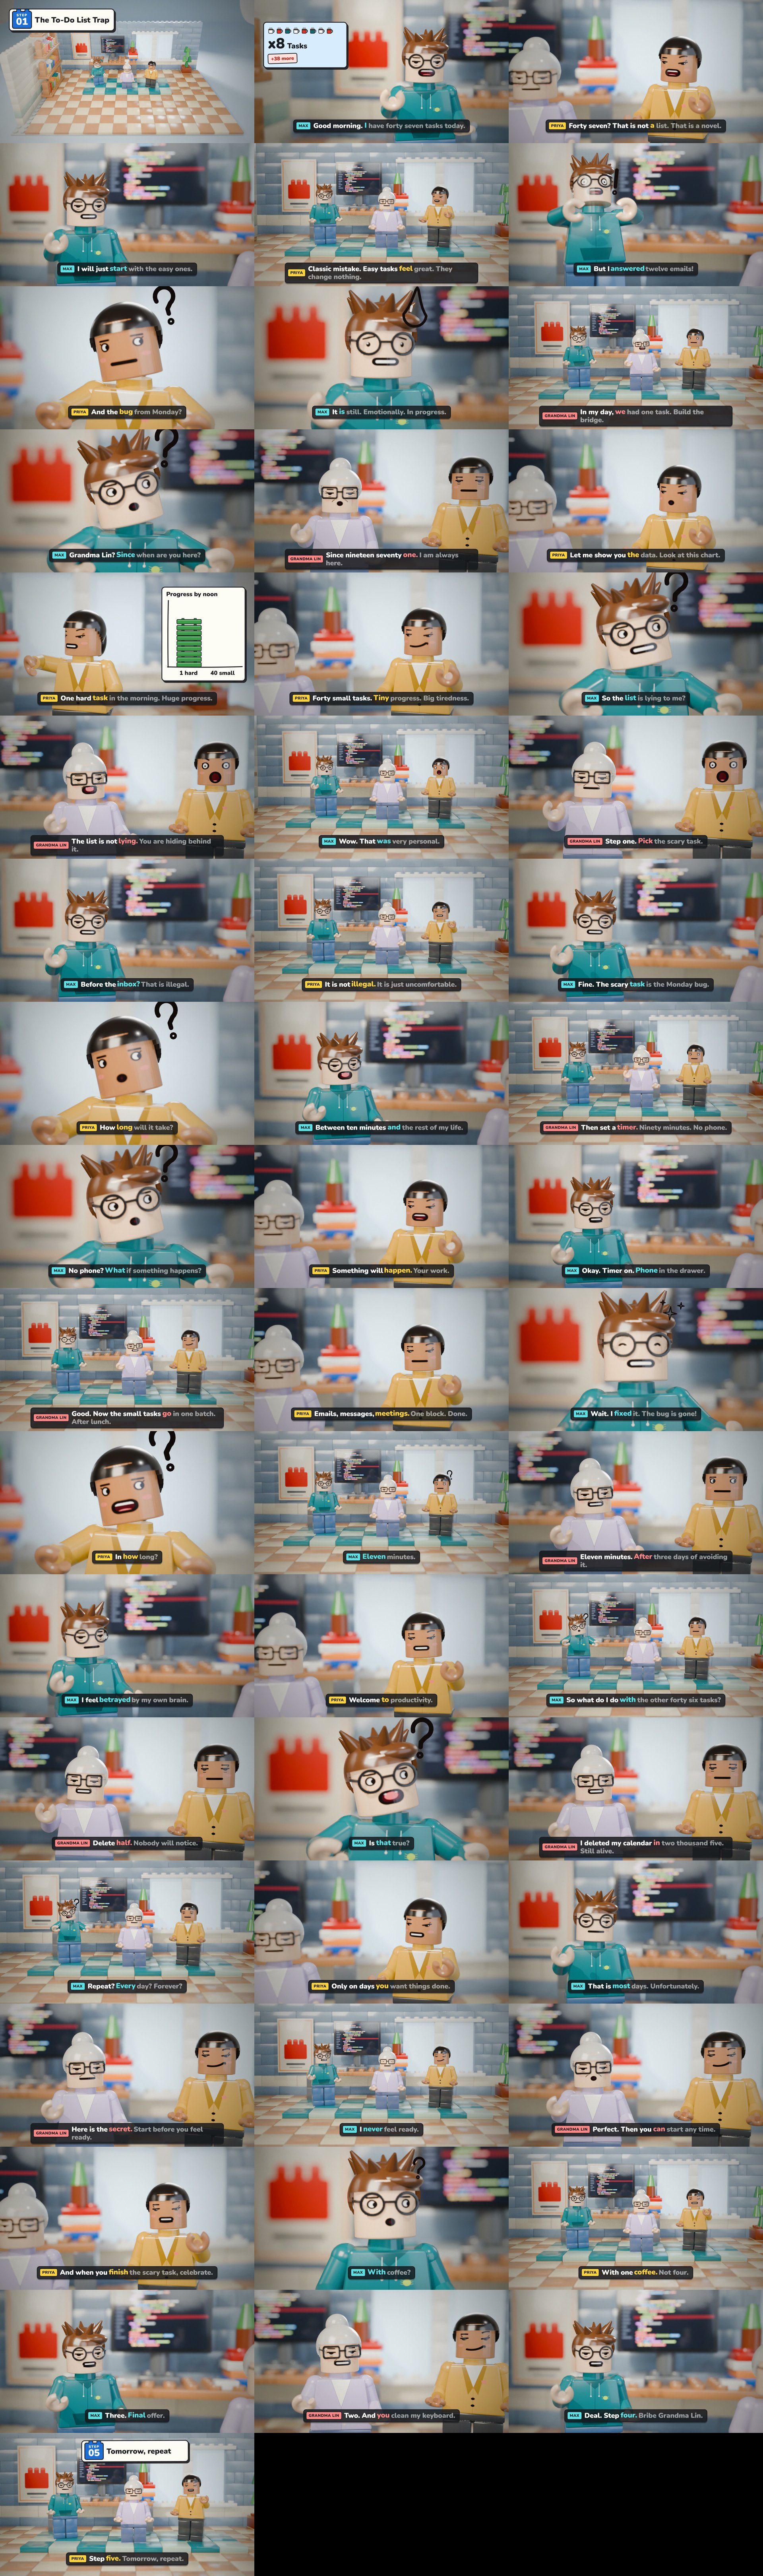 STEP 01 The To-Do List Trap
x8 Tasks
+38 more
MAX Good morning. I have forty seven tasks today.
PRIYA Forty seven? That is not a list. That is a novel.
MAX I will just start with the easy ones.
PRIYA Classic mistake. Easy tasks feel great. They
change nothing.
MAX But I answered twelve emails!
PRIYA And the bug from Monday?
MAX It is still. Emotionally. In progress.
GRANDMA LIN In my day, we had one task. Build the
bridge.
MAX Grandma Lin? Since when are you here?
GRANDMA LIN Since nineteen seventy one. I am always
here.
PRIYA Let me show you the data. Look at this chart.
Progress by noon
1 hard 40 small
PRIYA One hard task in the morning. Huge progress.
PRIYA Forty small tasks. Tiny progress. Big tiredness.
MAX So the list is lying to me?
GRANDMA LIN The list is not lying. You are hiding behind
it.
MAX Wow. That was very personal.
GRANDMA LIN Step one. Pick the scary task.
MAX Before the inbox? That is illegal.
PRIYA It is not illegal. It is just uncomfortable.
MAX Fine. The scary task is the Monday bug.
PRIYA How long will it take?
MAX Between ten minutes and the rest of my life.
GRANDMA LIN Then set a timer. Ninety minutes. No phone.
MAX No phone? What if something happens?
PRIYA Something will happen. Your work.
MAX Okay. Timer on. Phone in the drawer.
GRANDMA LIN Good. Now the small tasks go in one batch.
After lunch.
PRIYA Emails, messages, meetings. One block. Done.
MAX Wait. I fixed it. The bug is gone!
PRIYA In how long?
MAX Eleven minutes.
GRANDMA LIN Eleven minutes. After three days of avoiding
it.
MAX I feel betrayed by my own brain.
PRIYA Welcome to productivity.
MAX So what do I do with the other forty six tasks?
GRANDMA LIN Delete half. Nobody will notice.
MAX Is that true?
GRANDMA LIN I deleted my calendar in two thousand five.
Still alive.
MAX Repeat? Every day? Forever?
PRIYA Only on days you want things done.
MAX That is most days. Unfortunately.
GRANDMA LIN Here is the secret. Start before you feel
ready.
MAX I never feel ready.
GRANDMA LIN Perfect. Then you can start any time.
PRIYA And when you finish the scary task, celebrate.
MAX With coffee?
PRIYA With one coffee. Not four.
MAX Three. Final offer.
GRANDMA LIN Two. And you clean my keyboard.
MAX Deal. Step four. Bribe Grandma Lin.
STEP 05 Tomorrow, repeat
PRIYA Step five. Tomorrow, repeat.